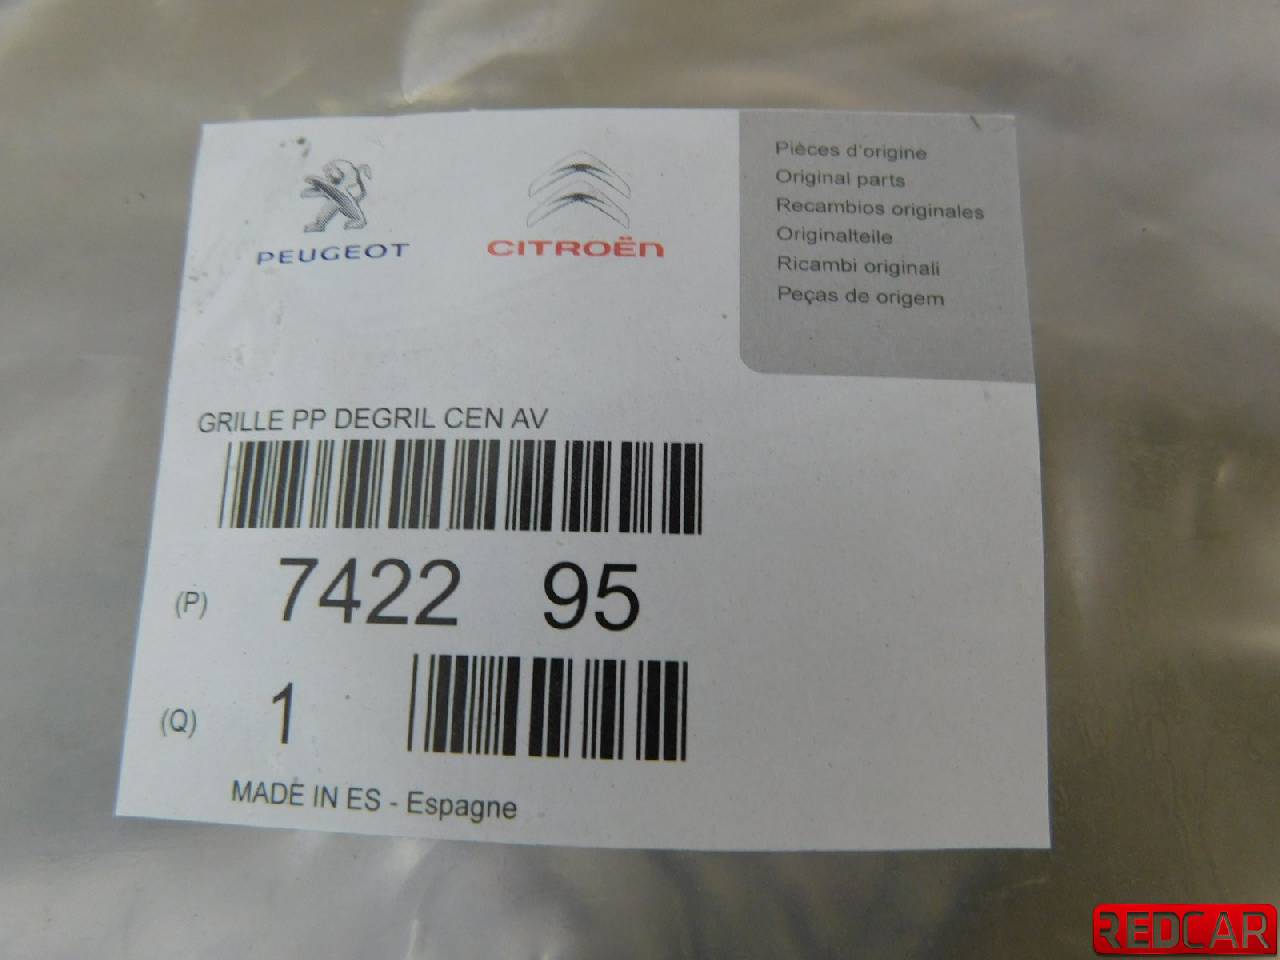 PEUGEOT
CITROËN
Pièces d'origine
Original parts
Recambios originales
Originalteile
Ricambi originali
Peças de origem
GRILLE PP DEGRIL CEN AV
(P) 7422 95
(Q) 1
MADE IN ES - Espagne
REDCAR